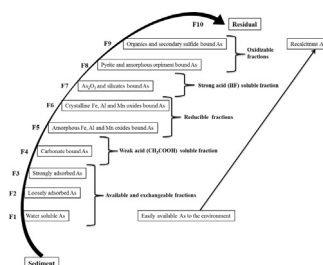 F10
Residual
F9
Organics and secondary sulfide bound As
Oxidizable
fractions
F8
Pyrite and amorphous orpiment bound As
Recalcitrant A
F7
As₂O₃ and silicates bound As
Strong acid (HF) soluble fraction
F6
Crystalline Fe, Al and Mn oxides bound As
Reducible fractions
F5
Amorphous Fe, Al and Mn oxides bound As
F4
Carbonate bound As
Weak acid (CH₃COOH) soluble fraction
F3
Strongly adsorbed As
F2
Loosely adsorbed As
Available and exchangeable fractions
F1
Water soluble As
Easily available As to the environment
Sediment